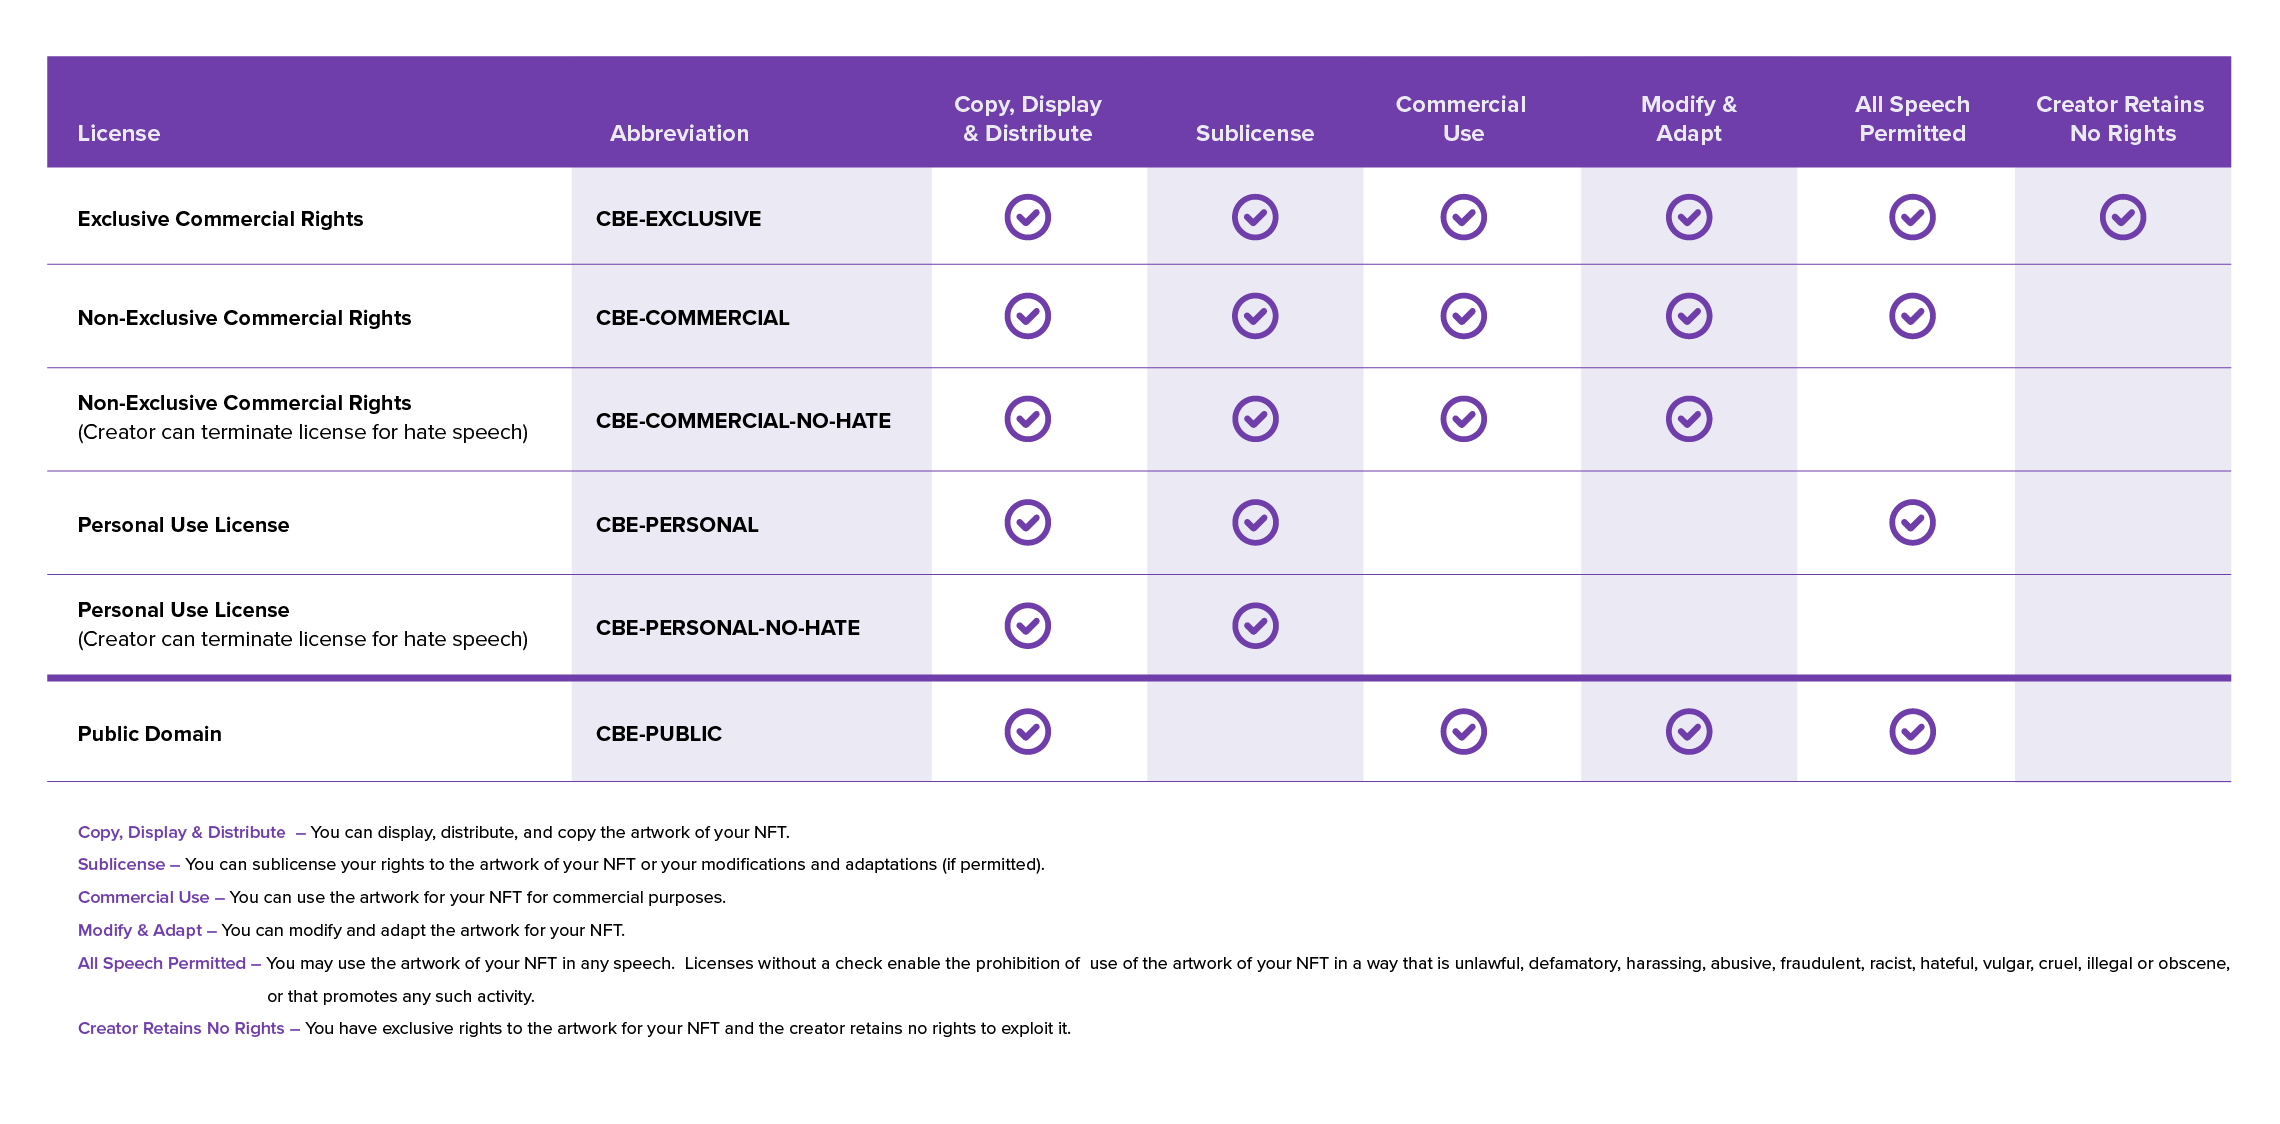 License Abbreviation Copy, Display & Distribute Sublicense Commercial Use Modify & Adapt All Speech Permitted Creator Retains No Rights
Exclusive Commercial Rights CBE-EXCLUSIVE
Non-Exclusive Commercial Rights CBE-COMMERCIAL
Non-Exclusive Commercial Rights
(Creator can terminate license for hate speech) CBE-COMMERCIAL-NO-HATE
Personal Use License CBE-PERSONAL
Personal Use License
(Creator can terminate license for hate speech) CBE-PERSONAL-NO-HATE
Public Domain CBE-PUBLIC
Copy, Display & Distribute – You can display, distribute, and copy the artwork of your NFT.
Sublicense – You can sublicense your rights to the artwork of your NFT or your modifications and adaptations (if permitted).
Commercial Use – You can use the artwork for your NFT for commercial purposes.
Modify & Adapt – You can modify and adapt the artwork for your NFT.
All Speech Permitted – You may use the artwork of your NFT in any speech. Licenses without a check enable the prohibition of use of the artwork of your NFT in a way that is unlawful, defamatory, harassing, abusive, fraudulent, racist, hateful, vulgar, cruel, illegal or obscene,
or that promotes any such activity.
Creator Retains No Rights – You have exclusive rights to the artwork for your NFT and the creator retains no rights to exploit it.